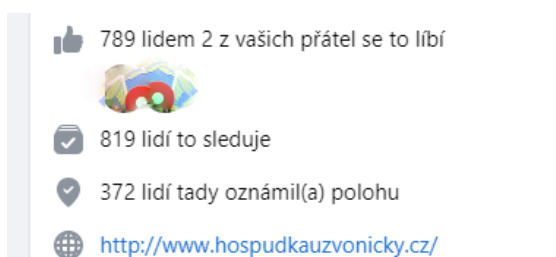 789 lidem 2 z vašich přátel se to líbí
819 lidí to sleduje
372 lidí tady oznámil(a) polohu
http://www.hospudkauzvonicky.cz/